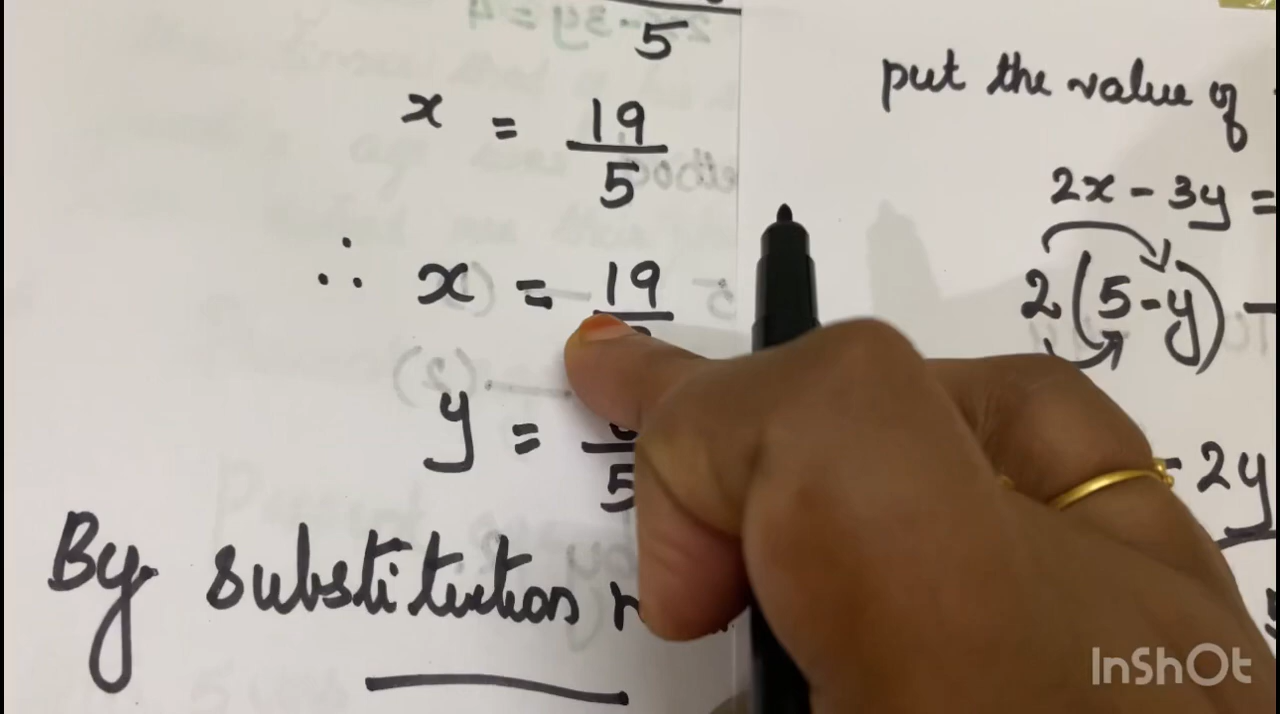 5
x = 19/5
∴ x = 19
y = 5
By substitution
put the value of
2x - 3y =
2(5-y) -
- 2y
InShOt